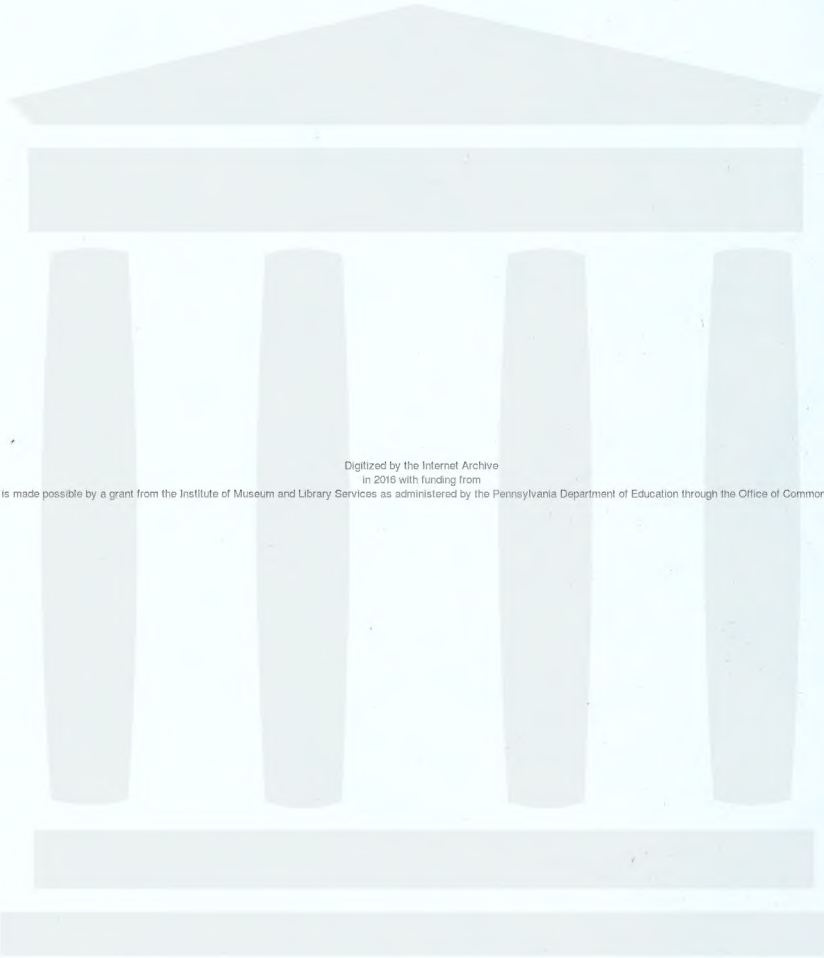 Digitized by the Internet Archive
in 2016 with funding from
is made possible by a grant from the Institute of Museum and Library Services as administered by the Pennsylvania Department of Education through the Office of Common